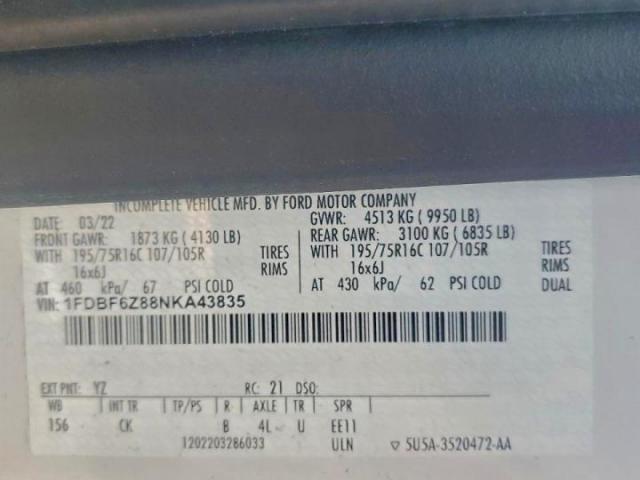 INCOMPLETE VEHICLE MFD. BY FORD MOTOR COMPANY
DATE: 03/22 GVWR: 4513 KG ( 9950 LB)
FRONT GAWR: 1873 KG ( 4130 LB) REAR GAWR: 3100 KG ( 6835 LB)
WITH 195/75R16C 107/105R TIRES WITH 195/75R16C 107/105R TIRES
16x6J RIMS 16x6J RIMS
AT 460 kPa/ 67 PSI COLD AT 430 kPa/ 62 PSI COLD DUAL
VIN: 1FDBF6Z88NKA43835
EXT PNT: YZ RC: 21 DSO:
WB INT TR TP/PS R AXLE TR SPR
156 CK B 4L U EE11
1202203286033 ULN ▽ 5U5A-3520472-AA